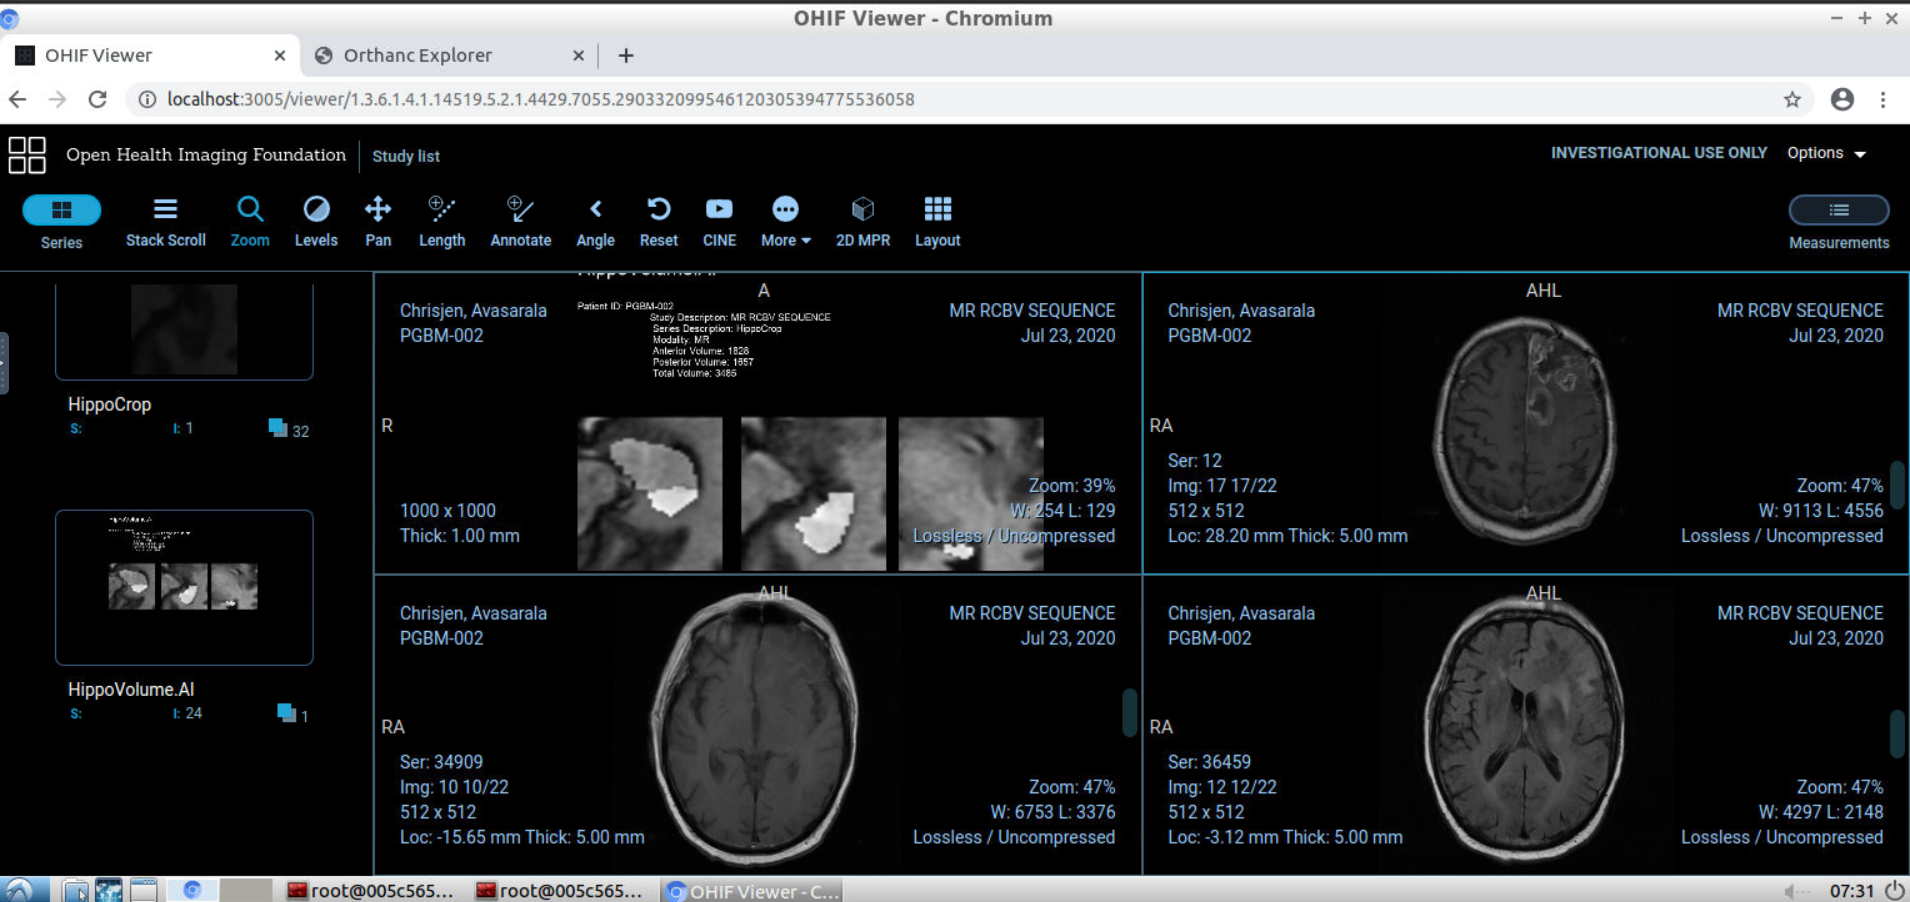 OHIF Viewer - Chromium
OHIF Viewer
Orthanc Explorer
localhost:3005/viewer/1.3.6.1.4.1.14519.5.2.1.4429.7055.290332099546120305394775536058
Open Health Imaging Foundation
Study list
INVESTIGATIONAL USE ONLY
Options
Series
Stack Scroll
Zoom
Levels
Pan
Length
Annotate
Angle
Reset
CINE
More
2D MPR
Layout
Measurements
HippoCrop
S:
I: 1
32
HippoVolume.AI
S:
I: 24
1
HippoVolume.AI
A
Patient ID: PGBM-002
Study Description: MR RCBV SEQUENCE
Series Description: HippoCrop
Modality: MR
Anterior Volume: 1828
Posterior Volume: 1657
Total Volume: 3485
Chrisjen, Avasarala
PGBM-002
MR RCBV SEQUENCE
Jul 23, 2020
R
1000 x 1000
Thick: 1.00 mm
Zoom: 39%
W: 254 L: 129
Lossless / Uncompressed
AHL
Chrisjen, Avasarala
PGBM-002
MR RCBV SEQUENCE
Jul 23, 2020
RA
Ser: 12
Img: 17 17/22
512 x 512
Loc: 28.20 mm Thick: 5.00 mm
Zoom: 47%
W: 9113 L: 4556
Lossless / Uncompressed
AHL
Chrisjen, Avasarala
PGBM-002
MR RCBV SEQUENCE
Jul 23, 2020
RA
Ser: 34909
Img: 10 10/22
512 x 512
Loc: -15.65 mm Thick: 5.00 mm
Zoom: 47%
W: 6753 L: 3376
Lossless / Uncompressed
AHL
Chrisjen, Avasarala
PGBM-002
MR RCBV SEQUENCE
Jul 23, 2020
RA
Ser: 36459
Img: 12 12/22
512 x 512
Loc: -3.12 mm Thick: 5.00 mm
Zoom: 47%
W: 4297 L: 2148
Lossless / Uncompressed
root@005c565...
root@005c565...
OHIF Viewer - C...
07:31